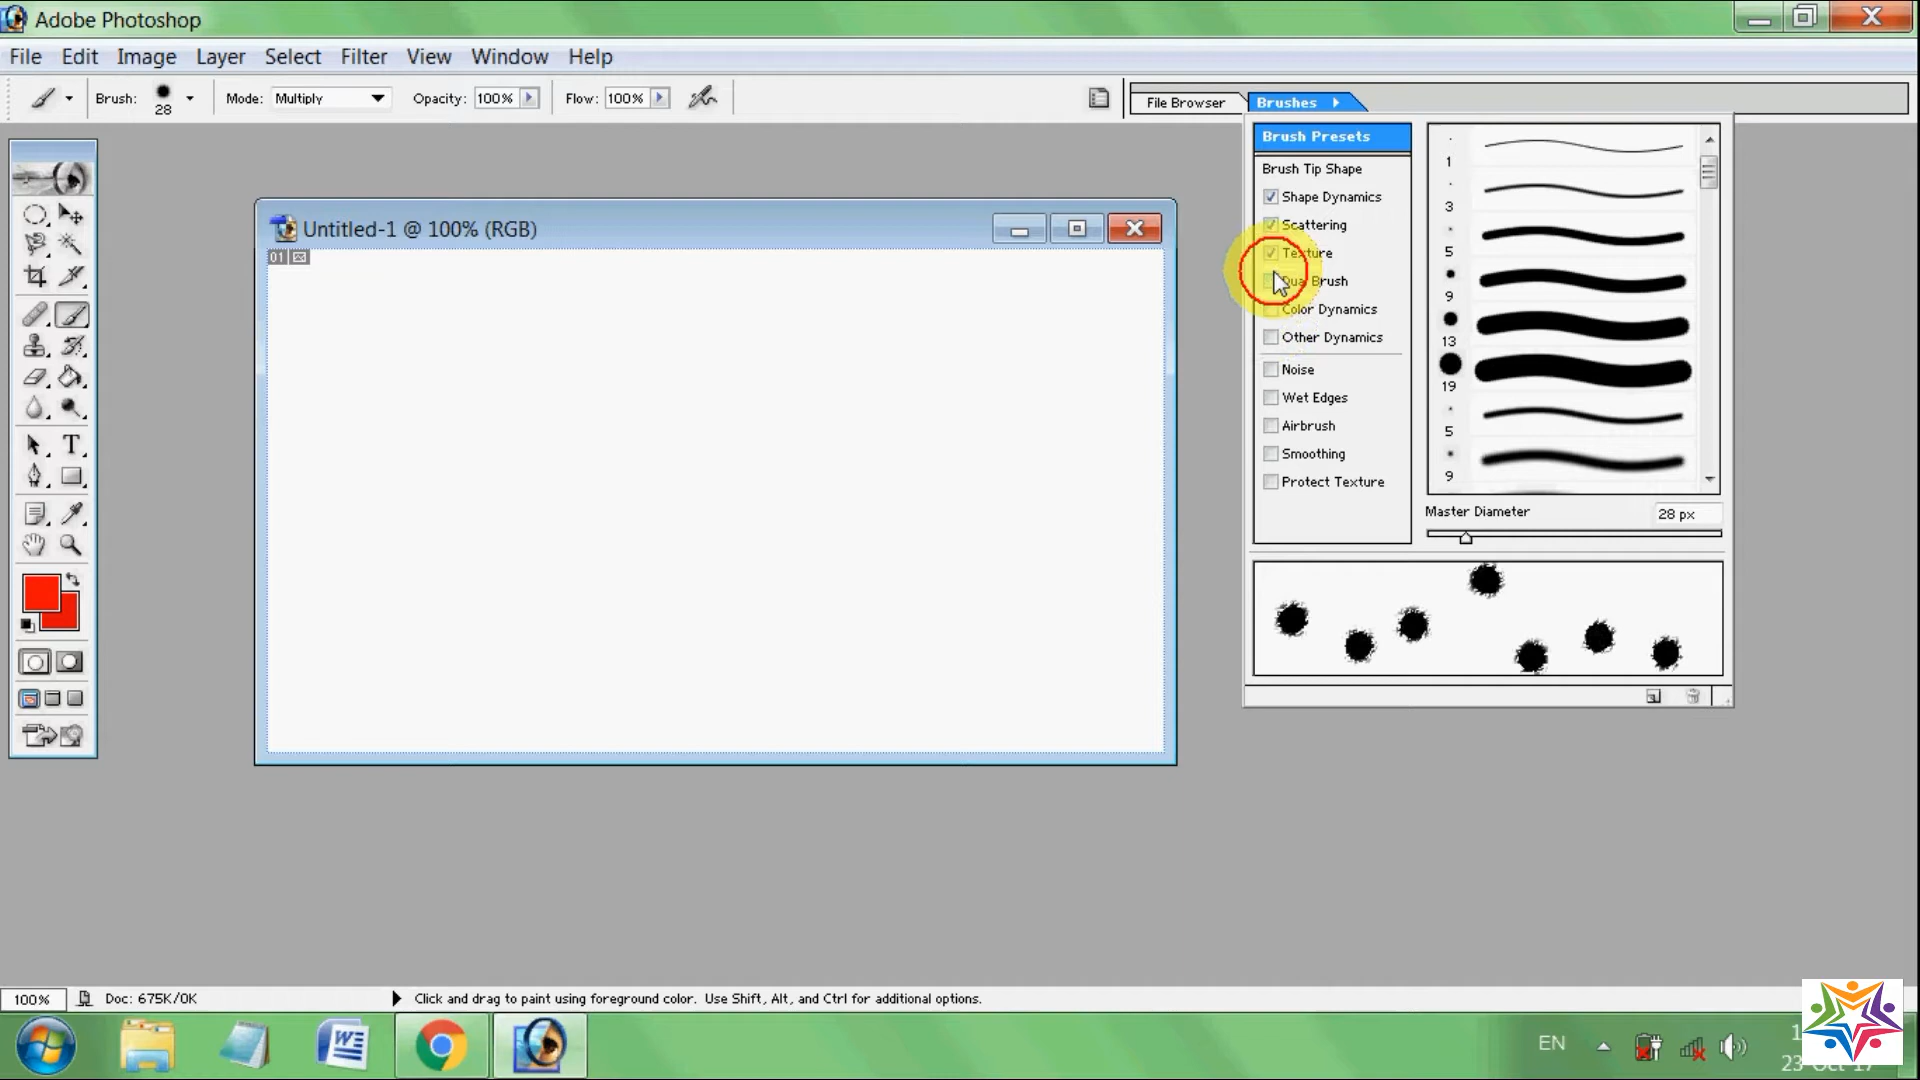 Adobe Photoshop
File Edit Image Layer Select Filter View Window Help
Brush: 28 Mode: Multiply Opacity: 100% Flow: 100%
File Browser Brushes
Untitled-1 @ 100% (RGB)
01
Brush Presets
Brush Tip Shape
Shape Dynamics
Scattering
Texture
Dual Brush
Color Dynamics
Other Dynamics
Noise
Wet Edges
Airbrush
Smoothing
Protect Texture
1
3
5
9
13
19
5
9
Master Diameter 28 px
T
100% Doc: 675K/0K Click and drag to paint using foreground color. Use Shift, Alt, and Ctrl for additional options.
W
EN